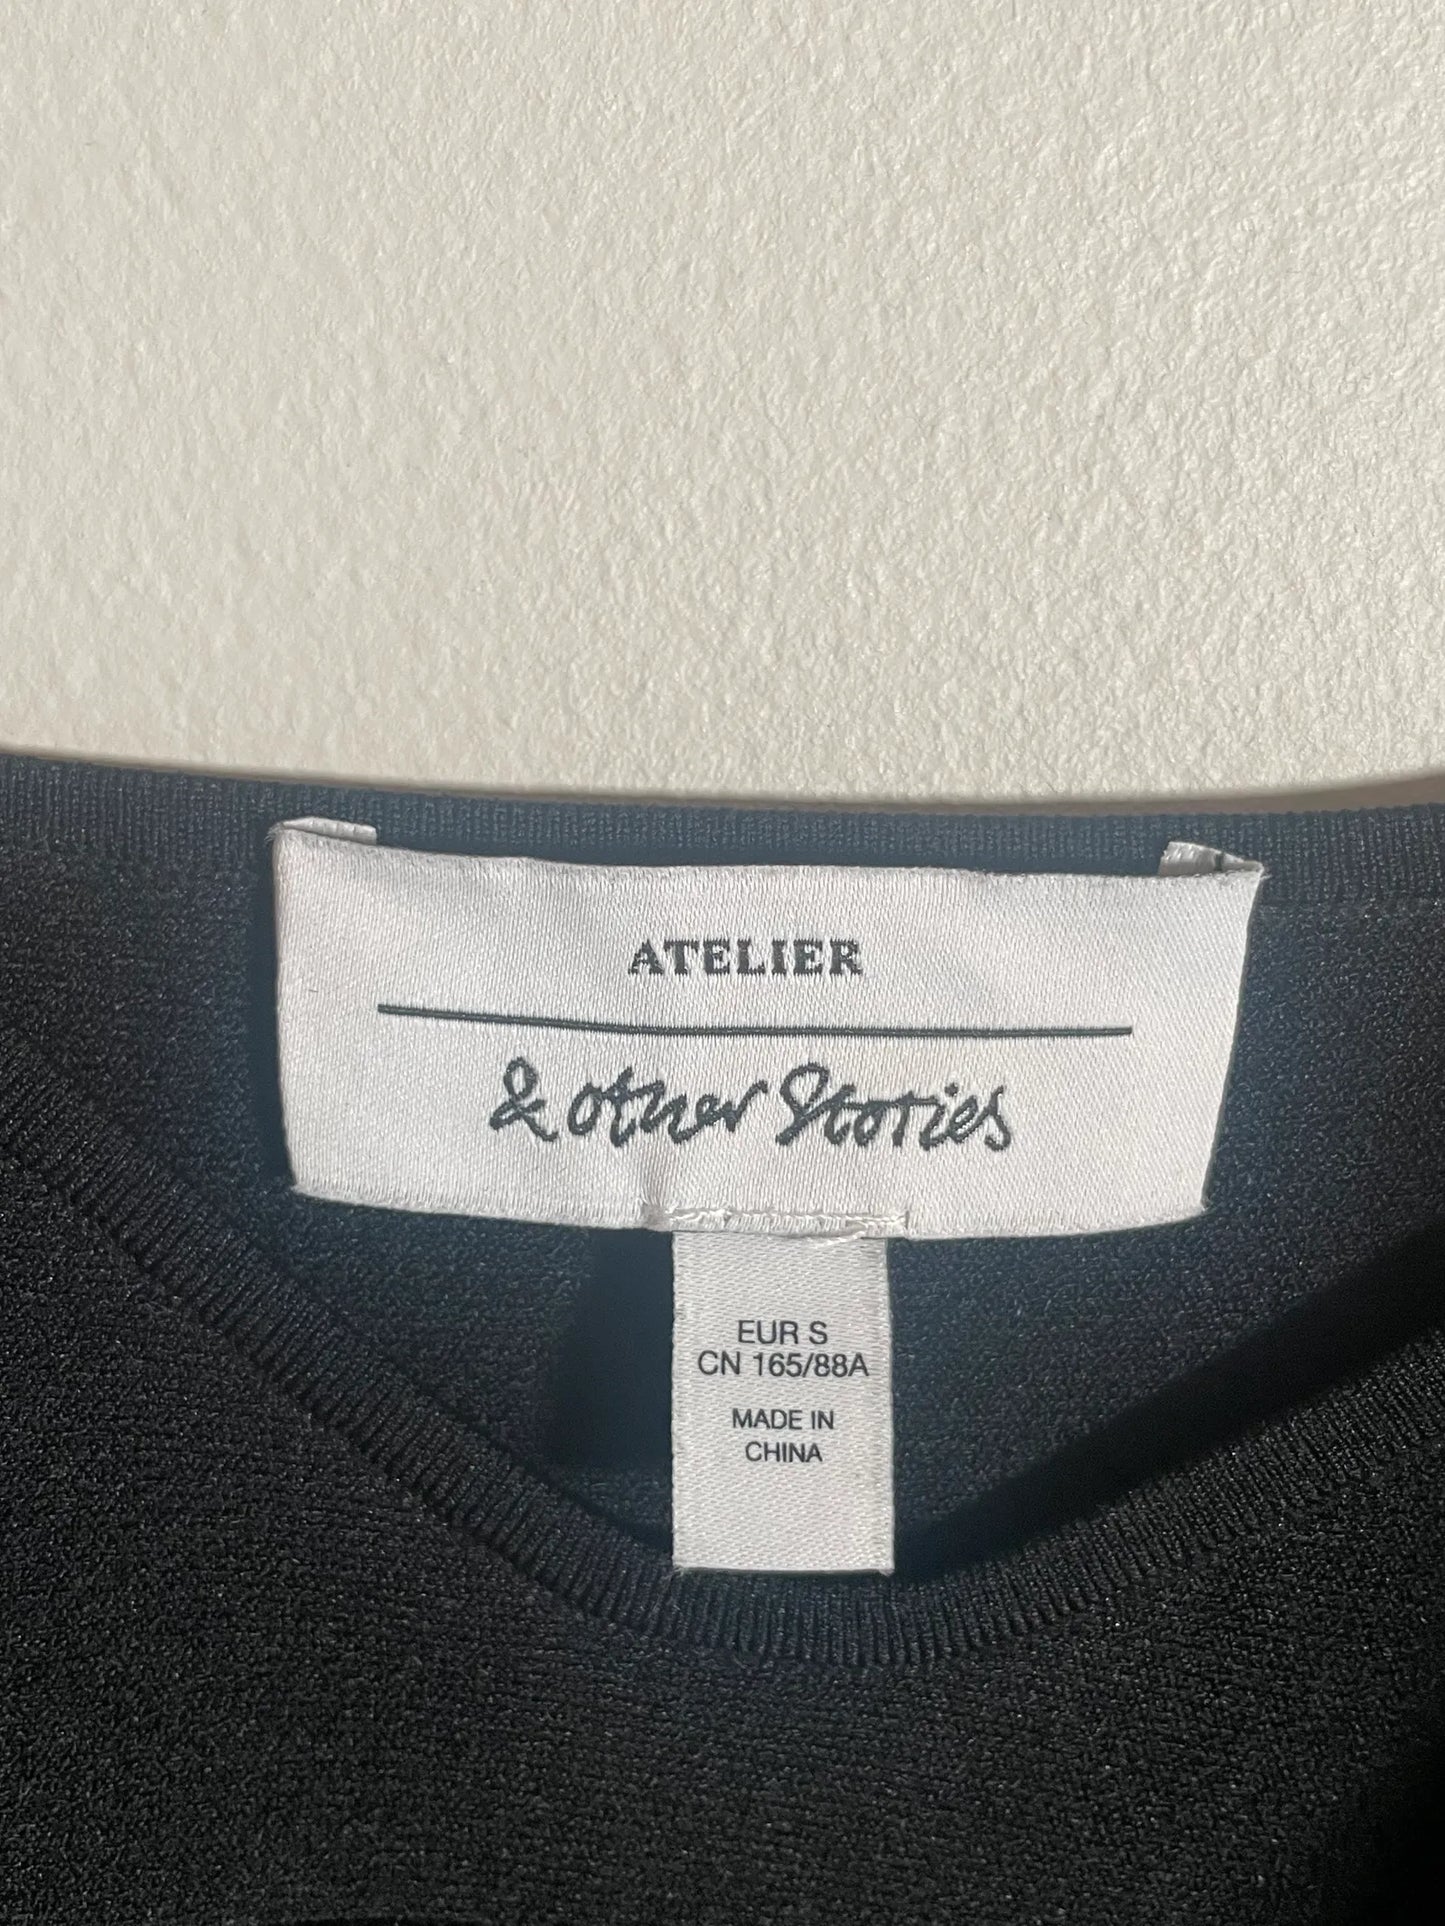 ATELIER
& other Stories
EUR S
CN 165/88A
MADE IN
CHINA